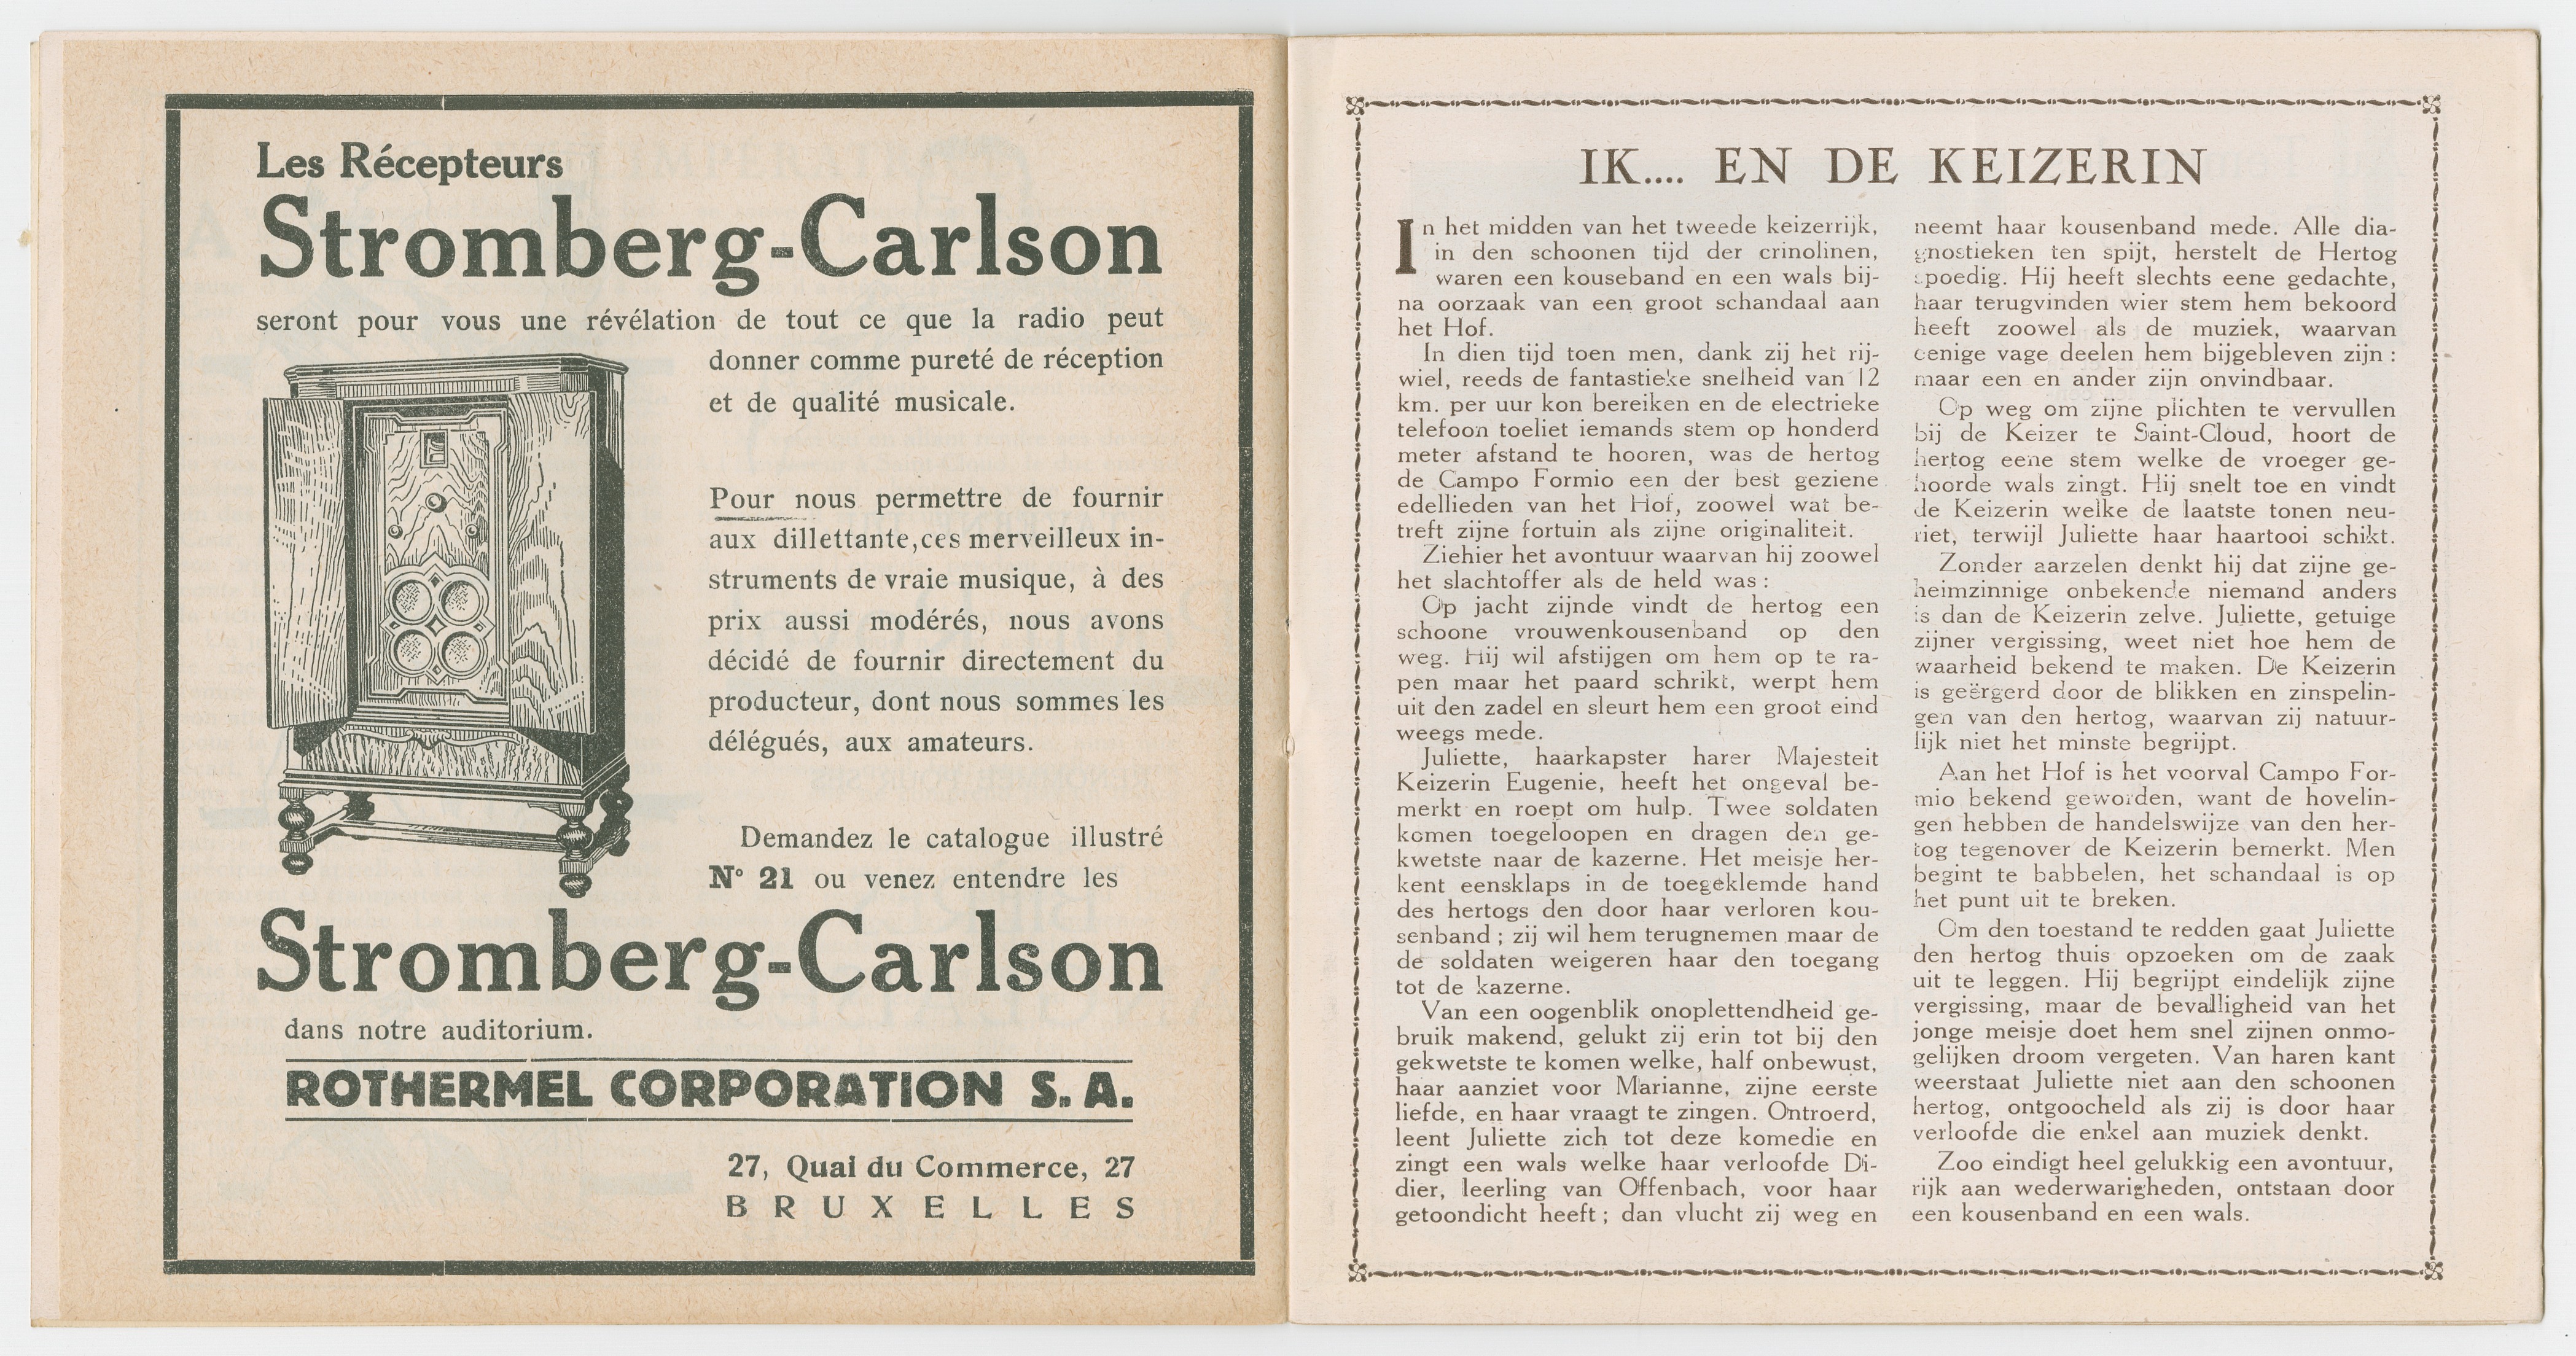 Les Récepteurs
Stromberg-Carlson
seront pour vous une révélation de tout ce que la radio peut
donner comme pureté de réception
et de qualité musicale.
Pour nous permettre de fournir
aux dillettante,ces merveilleux in-
struments de vraie musique, à des
prix aussi modérés, nous avons
décidé de fournir directement du
producteur, dont nous sommes les
délégués, aux amateurs.
Demandez le catalogue illustré
N° 21 ou venez entendre les
Stromberg-Carlson
dans notre auditorium.
ROTHERMEL CORPORATION S. A.
27, Quai du Commerce, 27
BRUXELLES
IK.... EN DE KEIZERIN
In het midden van het tweede keizerrijk,
in den schoonen tijd der crinolinen,
waren een kouseband en een wals bij-
na oorzaak van een groot schandaal aan
het Hof.
In dien tijd toen men, dank zij het rij-
wiel, reeds de fantastieke snelheid van 12
km. per uur kon bereiken en de electrieke
telefoon toeliet iemands stem op honderd
meter afstand te hooren, was de hertog
de Campo Formio een der best geziene
edellieden van het Hof, zoowel wat be-
treft zijne fortuin als zijne originaliteit.
Ziehier het avontuur waarvan hij zoowel
het slachtoffer als de held was :
Op jacht zijnde vindt de hertog een
schoone vrouwenkousenband op den
weg. Hij wil afstijgen om hem op te ra-
pen maar het paard schrikt, werpt hem
uit den zadel en sleurt hem een groot eind
weegs mede.
Juliette, haarkapster harer Majesteit
Keizerin Eugenie, heeft het ongeval be-
merkt en roept om hulp. Twee soldaten
komen toegeloopen en dragen den ge-
kwetste naar de kazerne. Het meisje her-
kent eensklaps in de toegeklemde hand
des hertogs den door haar verloren kou-
senband ; zij wil hem terugnemen maar de
de soldaten weigeren haar den toegang
tot de kazerne.
Van een oogenblik onoplettendheid ge-
bruik makend, gelukt zij erin tot bij den
gekwetste te komen welke, half onbewust,
haar aanziet voor Marianne, zijne eerste
liefde, en haar vraagt te zingen. Ontroerd,
leent Juliette zich tot deze komedie en
zingt een wals welke haar verloofde Di-
dier, leerling van Offenbach, voor haar
getoondicht heeft ; dan vlucht zij weg en
neemt haar kousenband mede. Alle dia-
gnostieken ten spijt, herstelt de Hertog
spoedig. Hij heeft slechts eene gedachte,
haar terugvinden wier stem hem bekoord
heeft zoowel als de muziek, waarvan
eenige vage deelen hem bijgebleven zijn :
maar een en ander zijn onvindbaar.
Op weg om zijne plichten te vervullen
bij de Keizer te Saint-Cloud, hoort de
hertog eene stem welke de vroeger ge-
hoorde wals zingt. Hij snelt toe en vindt
de Keizerin welke de laatste tonen neu-
riet, terwijl Juliette haar haartooi schikt.
Zonder aarzelen denkt hij dat zijne ge-
heimzinnige onbekende niemand anders
is dan de Keizerin zelve. Juliette, getuige
zijner vergissing, weet niet hoe hem de
waarheid bekend te maken. De Keizerin
is geërgerd door de blikken en zinspelin-
gen van den hertog, waarvan zij natuur-
lijk niet het minste begrijpt.
Aan het Hof is het voorval Campo For-
mio bekend geworden, want de hovelin-
gen hebben de handelswijze van den her-
tog tegenover de Keizerin bemerkt. Men
begint te babbelen, het schandaal is op
het punt uit te breken.
Om den toestand te redden gaat Juliette
den hertog thuis opzoeken om de zaak
uit te leggen. Hij begrijpt eindelijk zijne
vergissing, maar de bevalligheid van het
jonge meisje doet hem snel zijnen onmo-
gelijken droom vergeten. Van haren kant
weerstaat Juliette niet aan den schoonen
hertog, ontgoocheld als zij is door haar
verloofde die enkel aan muziek denkt.
Zoo eindigt heel gelukkig een avontuur,
rijk aan wederwarigheden, ontstaan door
een kousenband en een wals.